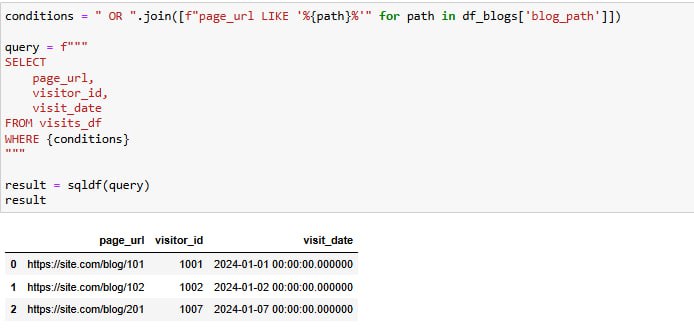 conditions = " OR ".join([f"page_url LIKE '%{path}%'" for path in df_blogs['blog_path']])
query = f"""
SELECT
    page_url,
    visitor_id,
    visit_date
FROM visits_df
WHERE {conditions}
"""
result = sqldf(query)
result
page_url visitor_id visit_date
0 https://site.com/blog/101 1001 2024-01-01 00:00:00.000000
1 https://site.com/blog/102 1002 2024-01-02 00:00:00.000000
2 https://site.com/blog/201 1007 2024-01-07 00:00:00.000000